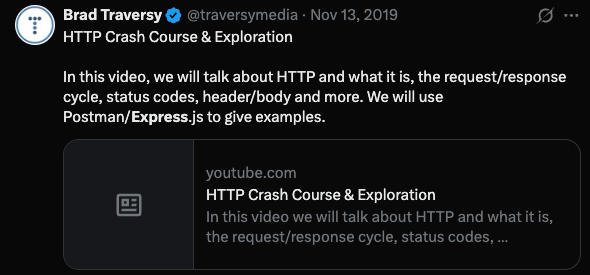 Brad Traversy @traversymedia · Nov 13, 2019
HTTP Crash Course & Exploration
In this video, we will talk about HTTP and what it is, the request/response
cycle, status codes, header/body and more. We will use
Postman/Express.js to give examples.
youtube.com
HTTP Crash Course & Exploration
In this video we will talk about HTTP and what it is,
the request/response cycle, status codes, ...